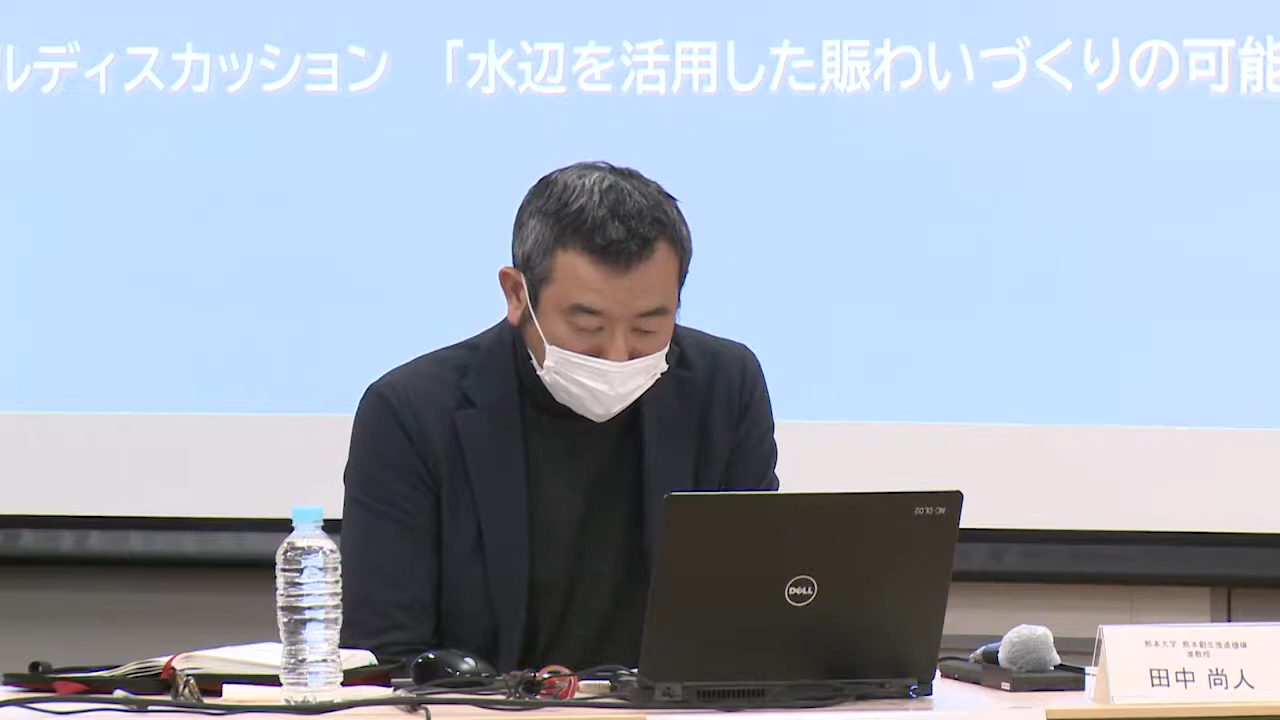 ルディスカッション 「水辺を活用した賑わいづくりの可能
NC-DL02
DELL
熊本大学 熊本創生推進機構
准教授
田中 尚人